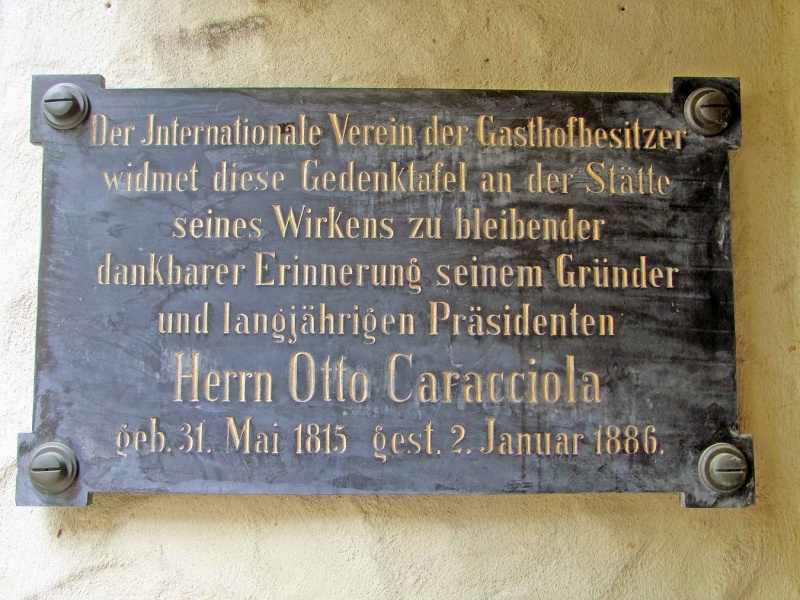 Der Internationale Verein der Gasthofbesitzer
widmet diese Gedenktafel an der Stätte
seines Wirkens zu bleibender
dankbarer Erinnerung seinem Gründer
und langjährigen Präsidenten
Herrn Otto Caracciola
geb. 31. Mai 1815 gest. 2. Januar 1886.